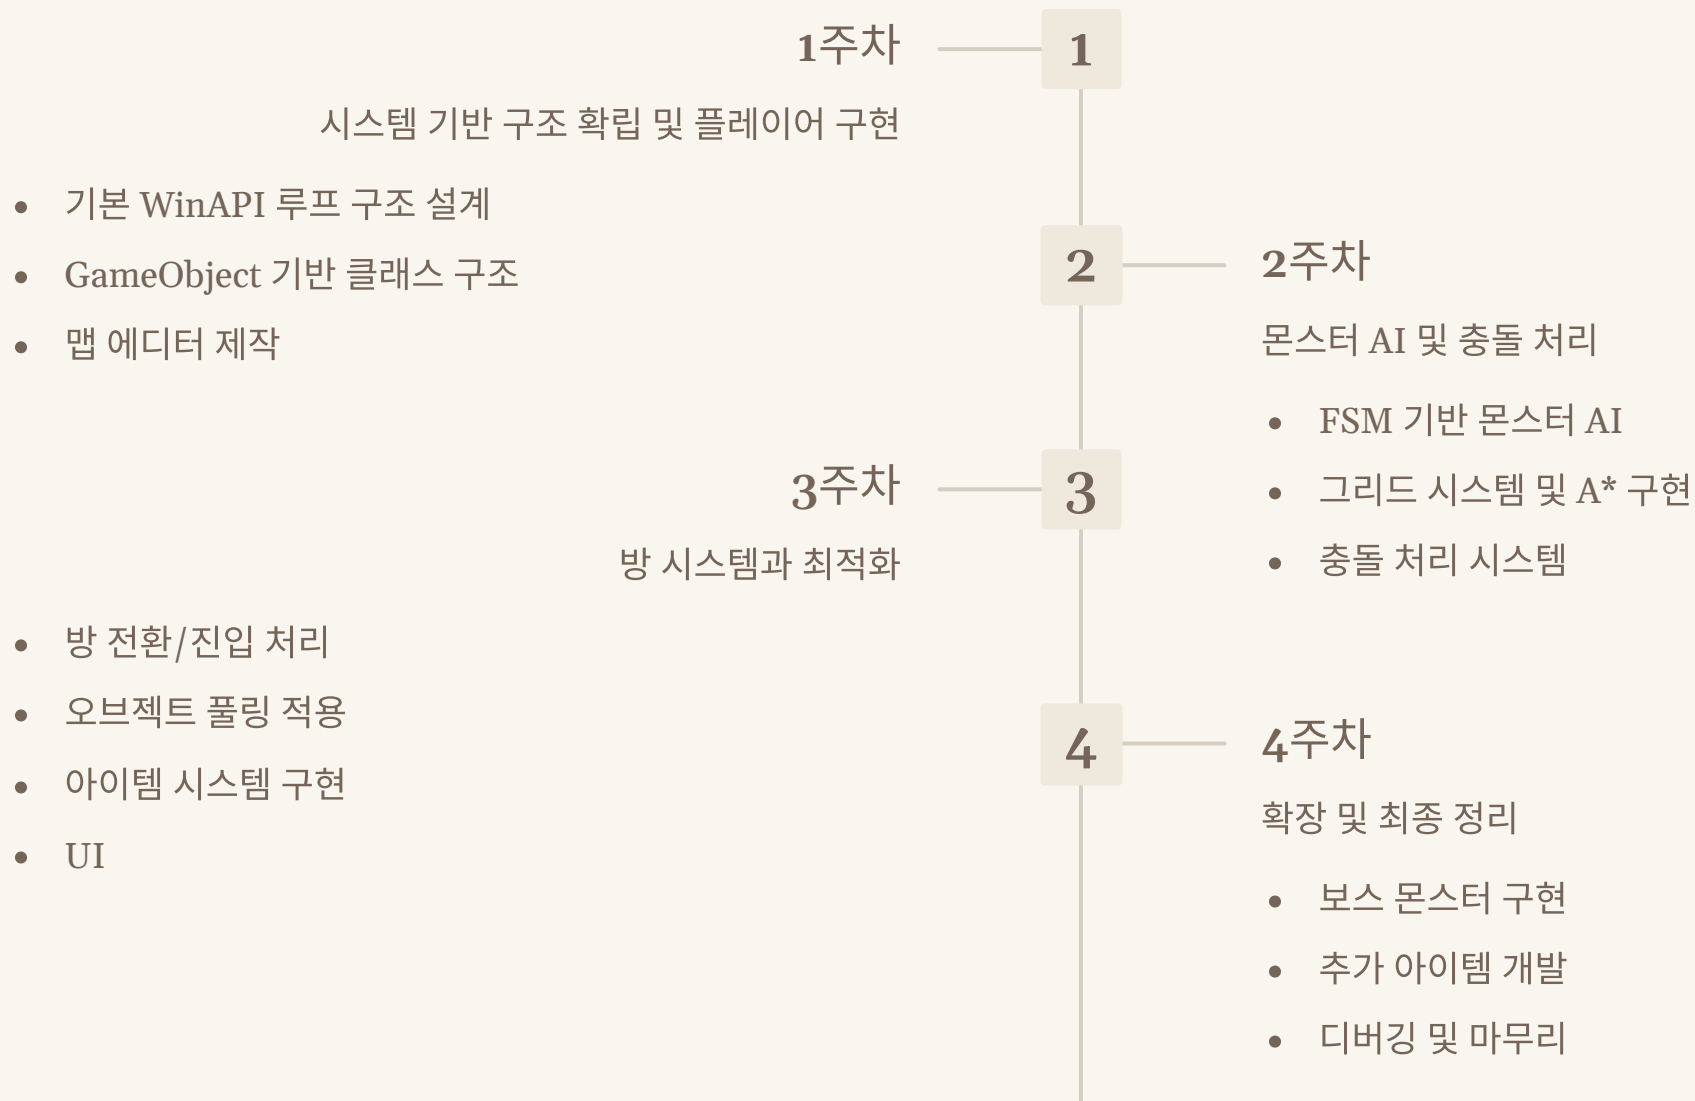 1주차
1
시스템 기반 구조 확립 및 플레이어 구현
기본 WinAPI 루프 구조 설계
GameObject 기반 클래스 구조
맵 에디터 제작
2
2주차
몬스터 AI 및 충돌 처리
FSM 기반 몬스터 AI
그리드 시스템 및 A* 구현
충돌 처리 시스템
3주차
3
방 시스템과 최적화
방 전환/진입 처리
오브젝트 풀링 적용
아이템 시스템 구현
UI
4
4주차
확장 및 최종 정리
보스 몬스터 구현
추가 아이템 개발
디버깅 및 마무리